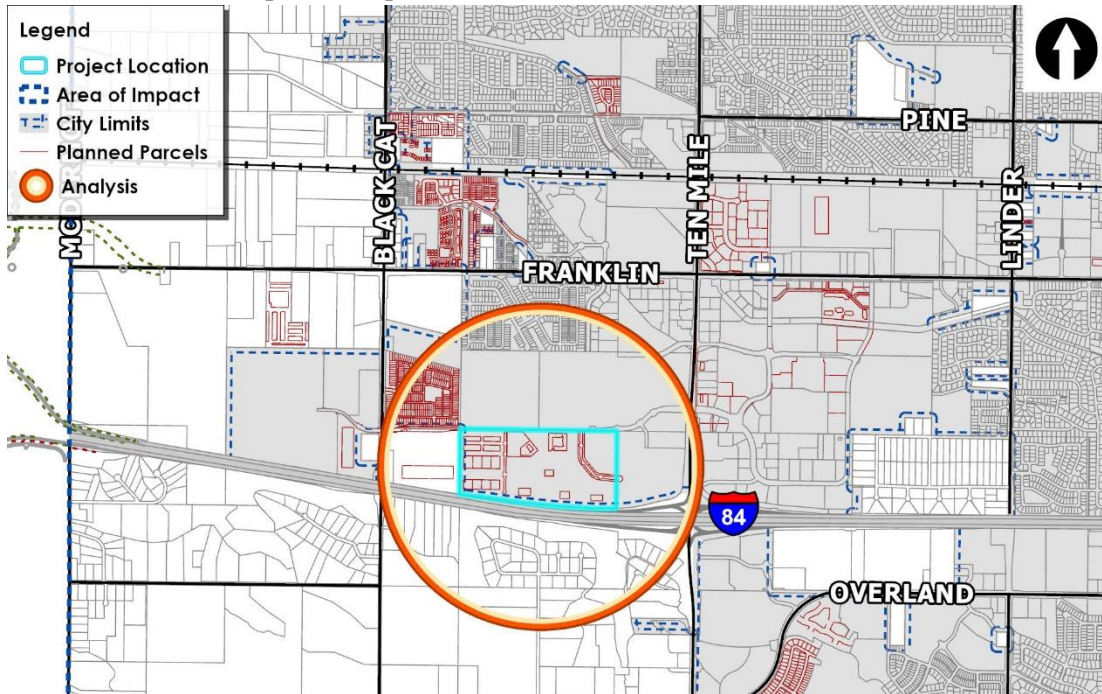 Legend
Project Location
Area of Impact
City Limits
Planned Parcels
Analysis
PINE
BLACK CAT
TEN MILE
LINDER
FRANKLIN
84
OVERLAND